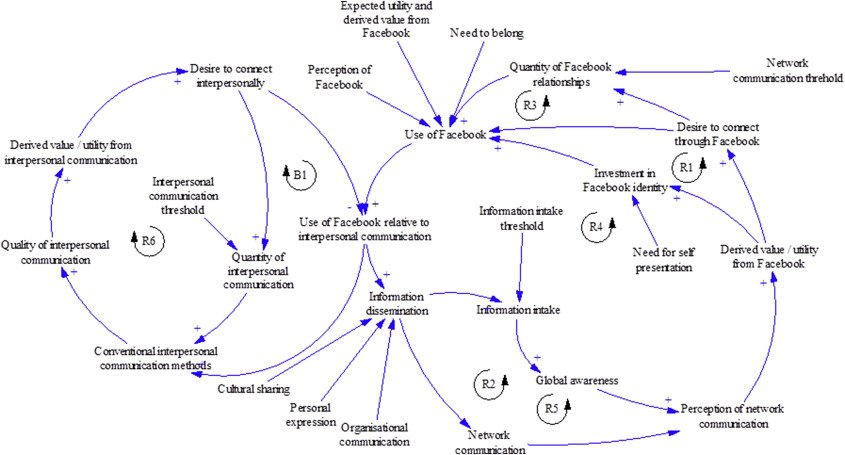 Expected utility and
derived value from
Facebook
Need to belong
Desire to connect
interpersonally
Perception of
Facebook
Quantity of Facebook
relationships
Network
communication threhold
R3
+
+
+
Use of Facebook
+
Desire to connect
through Facebook
+
Derived value / utility from
interpersonal communication
+
R1
+
B1
Investment in
Facebook identity
+
Interpersonal
communication
threshold
-
+
Use of Facebook relative to
interpersonal communication
Information intake
threshold
R4
R6
+
Quality of interpersonal
communication
+
Quantity of
interpersonal
communication
Need for self
presentation
Derived value / utility
from Facebook
+
+
Information
dissemination
+
Information intake
+
Conventional interpersonal
communication methods
+
Cultural sharing
R2
Global awareness
R5
+
Personal
expression
Organisational
communication
Network
communication
Perception of network
communication